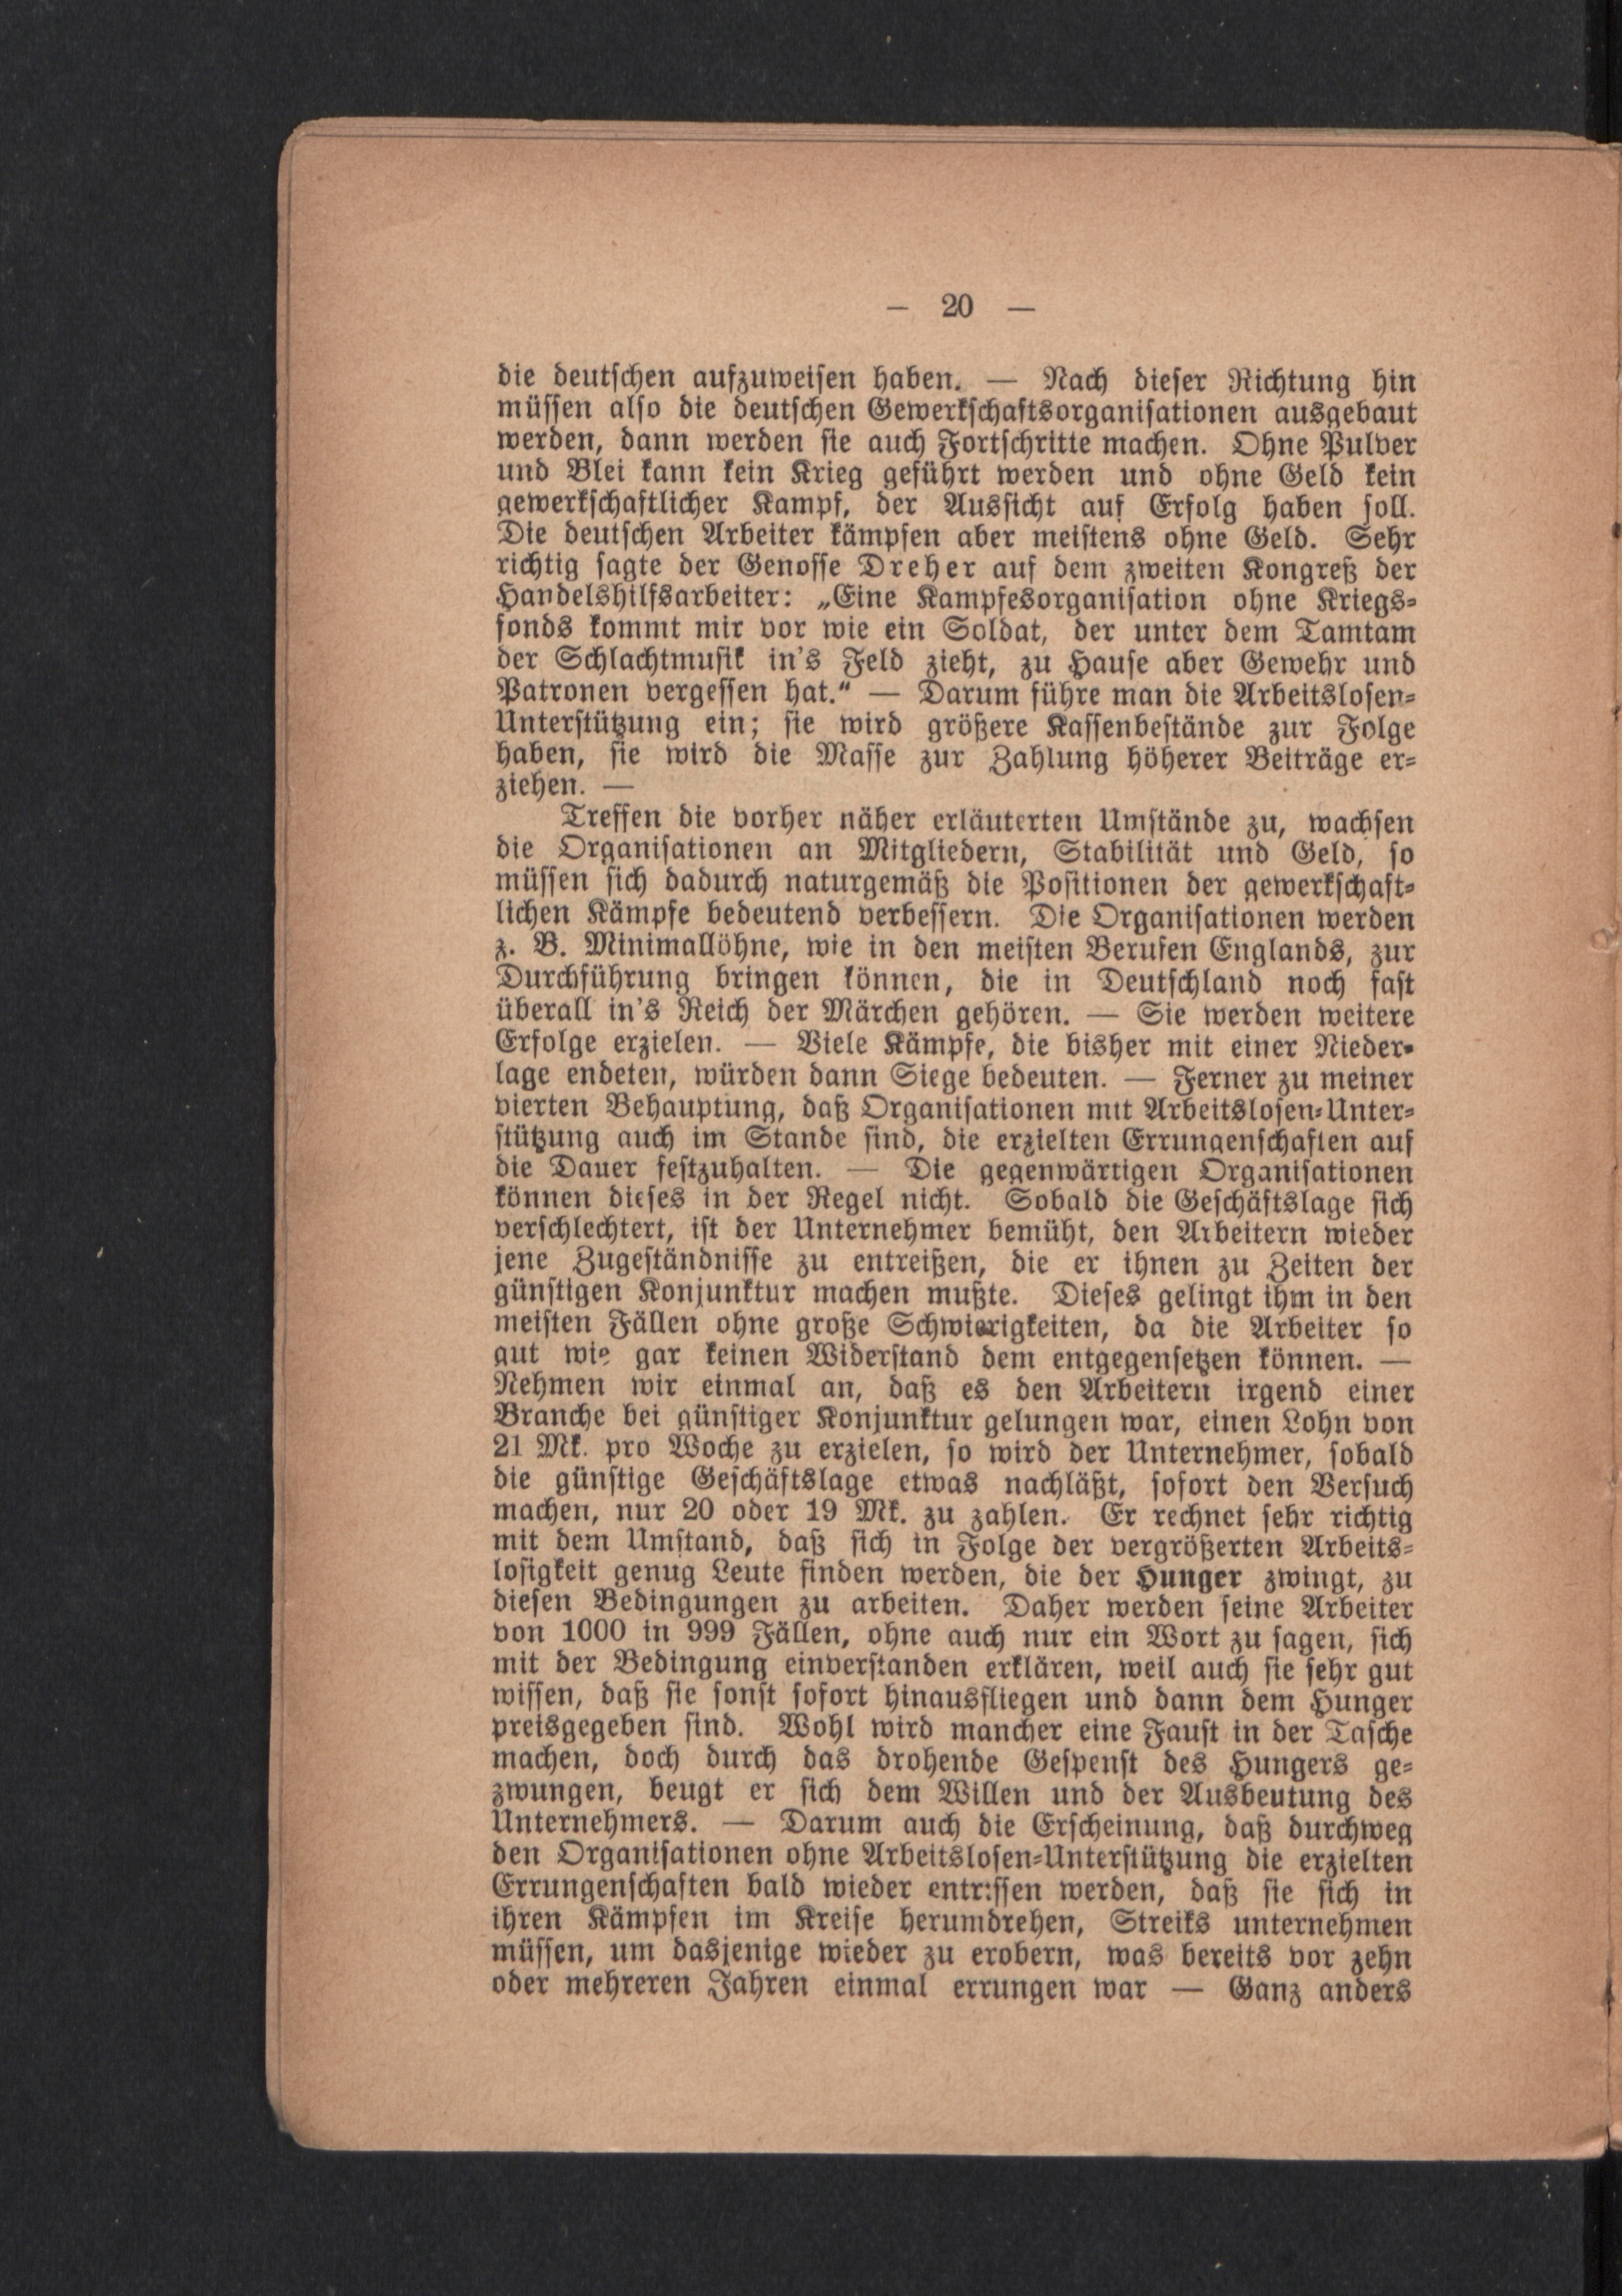 — 20 —
die deutschen aufzuweisen haben. — Nach dieser Richtung hin
müssen also die deutschen Gewerkschaftsorganisationen ausgebaut
werden, dann werden sie auch Fortschritte machen. Ohne Pulver
und Blei kann kein Krieg geführt werden und ohne Geld kein
gewerkschaftlicher Kampf, der Aussicht auf Erfolg haben soll.
Die deutschen Arbeiter kämpfen aber meistens ohne Geld. Sehr
richtig sagte der Genosse Dreher auf dem zweiten Kongreß der
Handelshilfsarbeiter: „Eine Kampfesorganisation ohne Kriegs-
fonds kommt mir vor wie ein Soldat, der unter dem Tamtam
der Schlachtmusik in's Feld zieht, zu Hause aber Gewehr und
Patronen vergessen hat.“ — Darum führe man die Arbeitslosen-
Unterstützung ein; sie wird größere Kassenbestände zur Folge
haben, sie wird die Masse zur Zahlung höherer Beiträge er-
ziehen. —
Treffen die vorher näher erläuterten Umstände zu, wachsen
die Organisationen an Mitgliedern, Stabilität und Geld, so
müssen sich dadurch naturgemäß die Positionen der gewerkschaft-
lichen Kämpfe bedeutend verbessern. Die Organisationen werden
z. B. Minimallöhne, wie in den meisten Berufen Englands, zur
Durchführung bringen können, die in Deutschland noch fast
überall in's Reich der Märchen gehören. — Sie werden weitere
Erfolge erzielen. — Viele Kämpfe, die bisher mit einer Nieder-
lage endeten, würden dann Siege bedeuten. — Ferner zu meiner
vierten Behauptung, daß Organisationen mit Arbeitslosen-Unter-
stützung auch im Stande sind, die erzielten Errungenschaften auf
die Dauer festzuhalten. — Die gegenwärtigen Organisationen
können dieses in der Regel nicht. Sobald die Geschäftslage sich
verschlechtert, ist der Unternehmer bemüht, den Arbeitern wieder
jene Zugeständnisse zu entreißen, die er ihnen zu Zeiten der
günstigen Konjunktur machen mußte. Dieses gelingt ihm in den
meisten Fällen ohne große Schwierigkeiten, da die Arbeiter so
gut wie gar keinen Widerstand dem entgegensetzen können. —
Nehmen wir einmal an, daß es den Arbeitern irgend einer
Branche bei günstiger Konjunktur gelungen war, einen Lohn von
21 Mk. pro Woche zu erzielen, so wird der Unternehmer, sobald
die günstige Geschäftslage etwas nachläßt, sofort den Versuch
machen, nur 20 oder 19 Mk. zu zahlen. Er rechnet sehr richtig
mit dem Umstand, daß sich in Folge der vergrößerten Arbeits-
losigkeit genug Leute finden werden, die der Hunger zwingt, zu
diesen Bedingungen zu arbeiten. Daher werden seine Arbeiter
von 1000 in 999 Fällen, ohne auch nur ein Wort zu sagen, sich
mit der Bedingung einverstanden erklären, weil auch sie sehr gut
wissen, daß sie sonst sofort hinausfliegen und dann dem Hunger
preisgegeben sind. Wohl wird mancher eine Faust in der Tasche
machen, doch durch das drohende Gespenst des Hungers ge-
zwungen, beugt er sich dem Willen und der Ausbeutung des
Unternehmers. — Darum auch die Erscheinung, daß durchweg
den Organisationen ohne Arbeitslosen-Unterstützung die erzielten
Errungenschaften bald wieder entrissen werden, daß sie sich in
ihren Kämpfen im Kreise herumdrehen, Streiks unternehmen
müssen, um dasjenige wieder zu erobern, was bereits vor zehn
oder mehreren Jahren einmal errungen war — Ganz anders